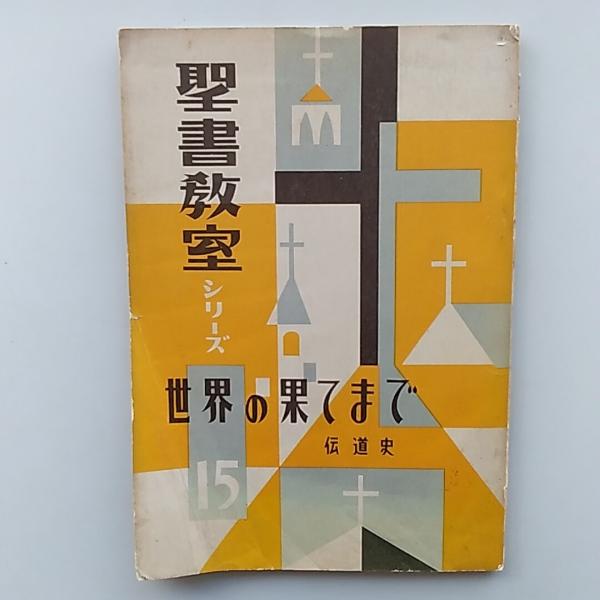 聖書教室
シリーズ
世界の果てまで
伝道史
15